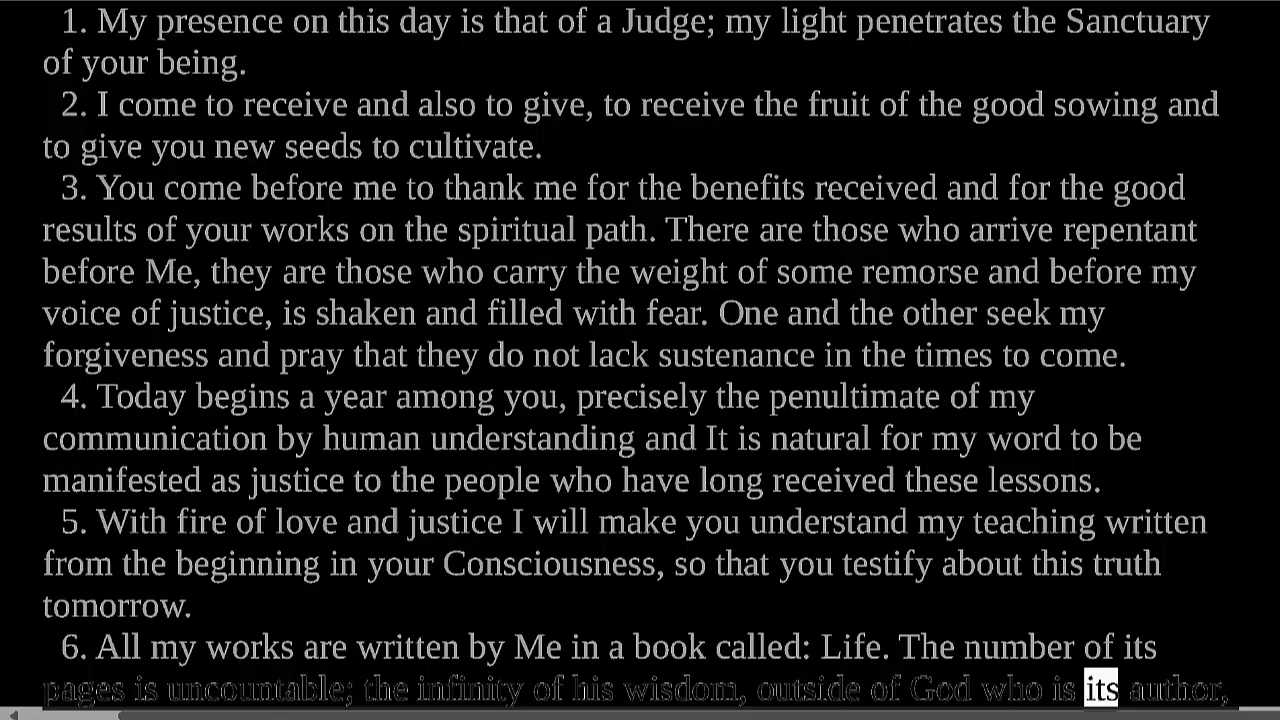 1. My presence on this day is that of a Judge; my light penetrates the Sanctuary
of your being.
2. I come to receive and also to give, to receive the fruit of the good sowing and
to give you new seeds to cultivate.
3. You come before me to thank me for the benefits received and for the good
results of your works on the spiritual path. There are those who arrive repentant
before Me, they are those who carry the weight of some remorse and before my
voice of justice, is shaken and filled with fear. One and the other seek my
forgiveness and pray that they do not lack sustenance in the times to come.
4. Today begins a year among you, precisely the penultimate of my
communication by human understanding and It is natural for my word to be
manifested as justice to the people who have long received these lessons.
5. With fire of love and justice I will make you understand my teaching written
from the beginning in your Consciousness, so that you testify about this truth
tomorrow.
6. All my works are written by Me in a book called: Life. The number of its
pages is uncountable; the infinity of his wisdom, outside of God who is its author,